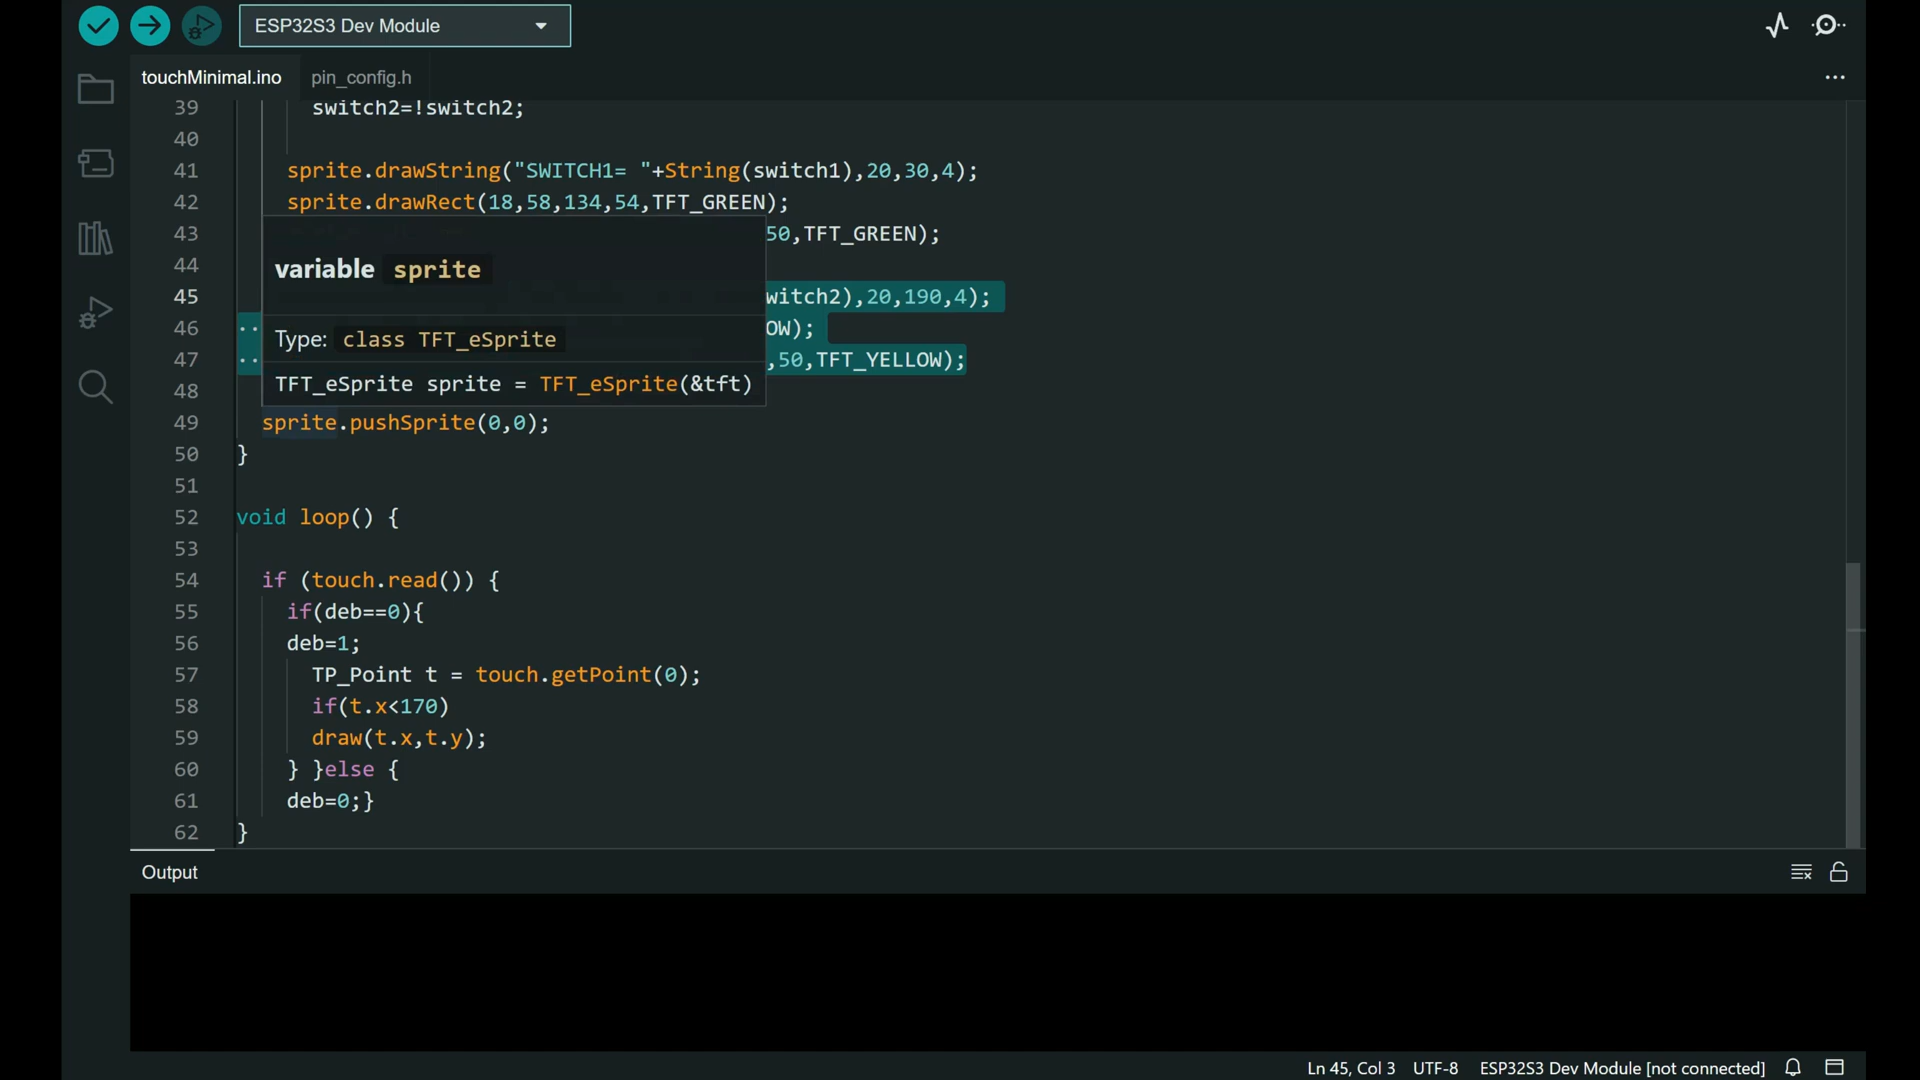 ESP32S3 Dev Module
touchMinimal.ino pin_config.h
39 switch2=!switch2;
40
41 sprite.drawString("SWITCH1= "+String(switch1),20,30,4);
42 sprite.drawRect(18,58,134,54,TFT_GREEN);
43 50,TFT_GREEN);
variable sprite
44
45 witch2),20,190,4);
46 OW);
Type: class TFT_eSprite
47 ,50,TFT_YELLOW);
TFT_eSprite sprite = TFT_eSprite(&tft)
48
49 sprite.pushSprite(0,0);
50 }
51
52 void loop() {
53
54 if (touch.read()) {
55 if(deb==0){
56 deb=1;
57 TP_Point t = touch.getPoint(0);
58 if(t.x<170)
59 draw(t.x,t.y);
60 } }else {
61 deb=0;}
62 }
Output
Ln 45, Col 3 UTF-8 ESP32S3 Dev Module [not connected]